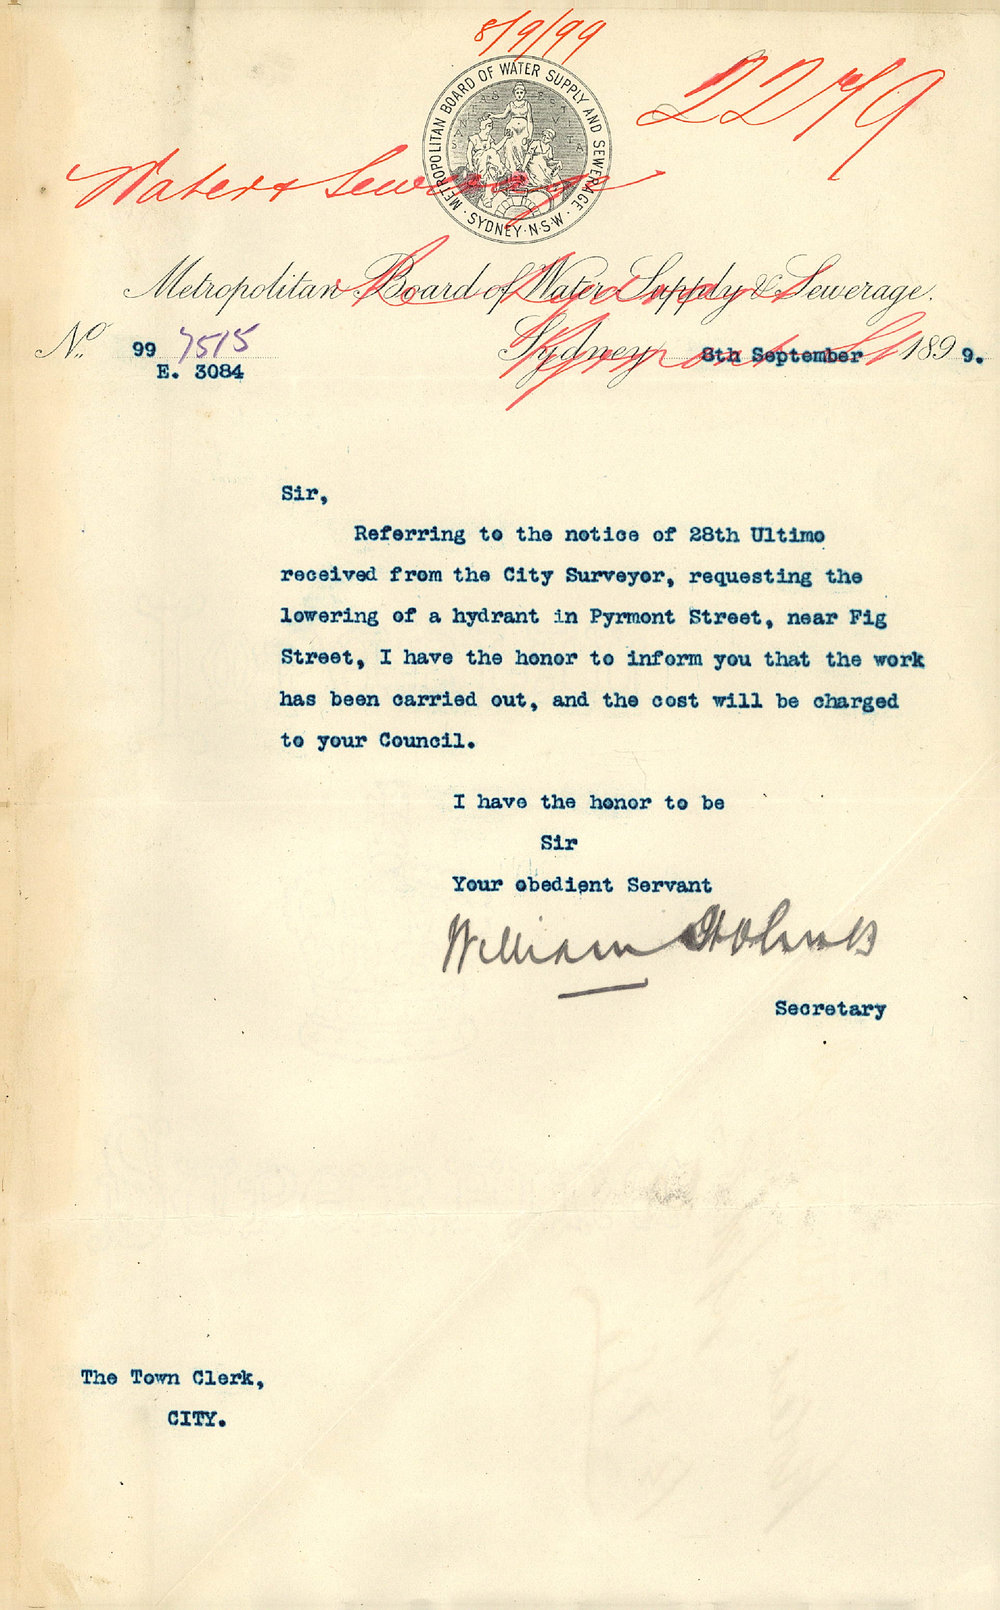 8/9/99
2279
METROPOLITAN BOARD OF WATER SUPPLY AND SEWERAGE.
· SYDNEY · N·S·W ·
Water & Sewerage
Re Hydrant
Pyrmont St
Metropolitan Board of Water Supply & Sewerage.
No. 99 7515
E. 3084
Sydney 8th September 1899.
Sir,
Referring to the notice of 28th Ultimo
received from the City Surveyor, requesting the
lowering of a hydrant in Pyrmont Street, near Fig
Street, I have the honor to inform you that the work
has been carried out, and the cost will be charged
to your Council.
I have the honor to be
Sir
Your obedient Servant
William
Secretary
The Town Clerk,
CITY.